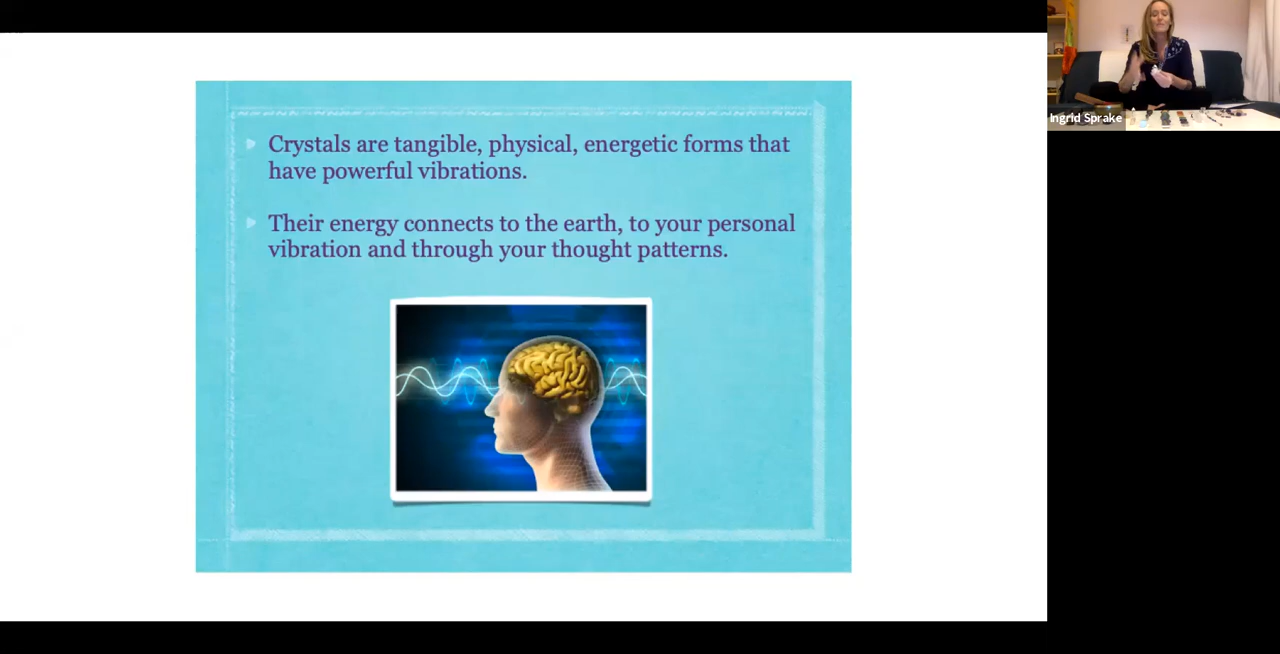 Crystals are tangible, physical, energetic forms that
have powerful vibrations.
Their energy connects to the earth, to your personal
vibration and through your thought patterns.
Ingrid Sprake